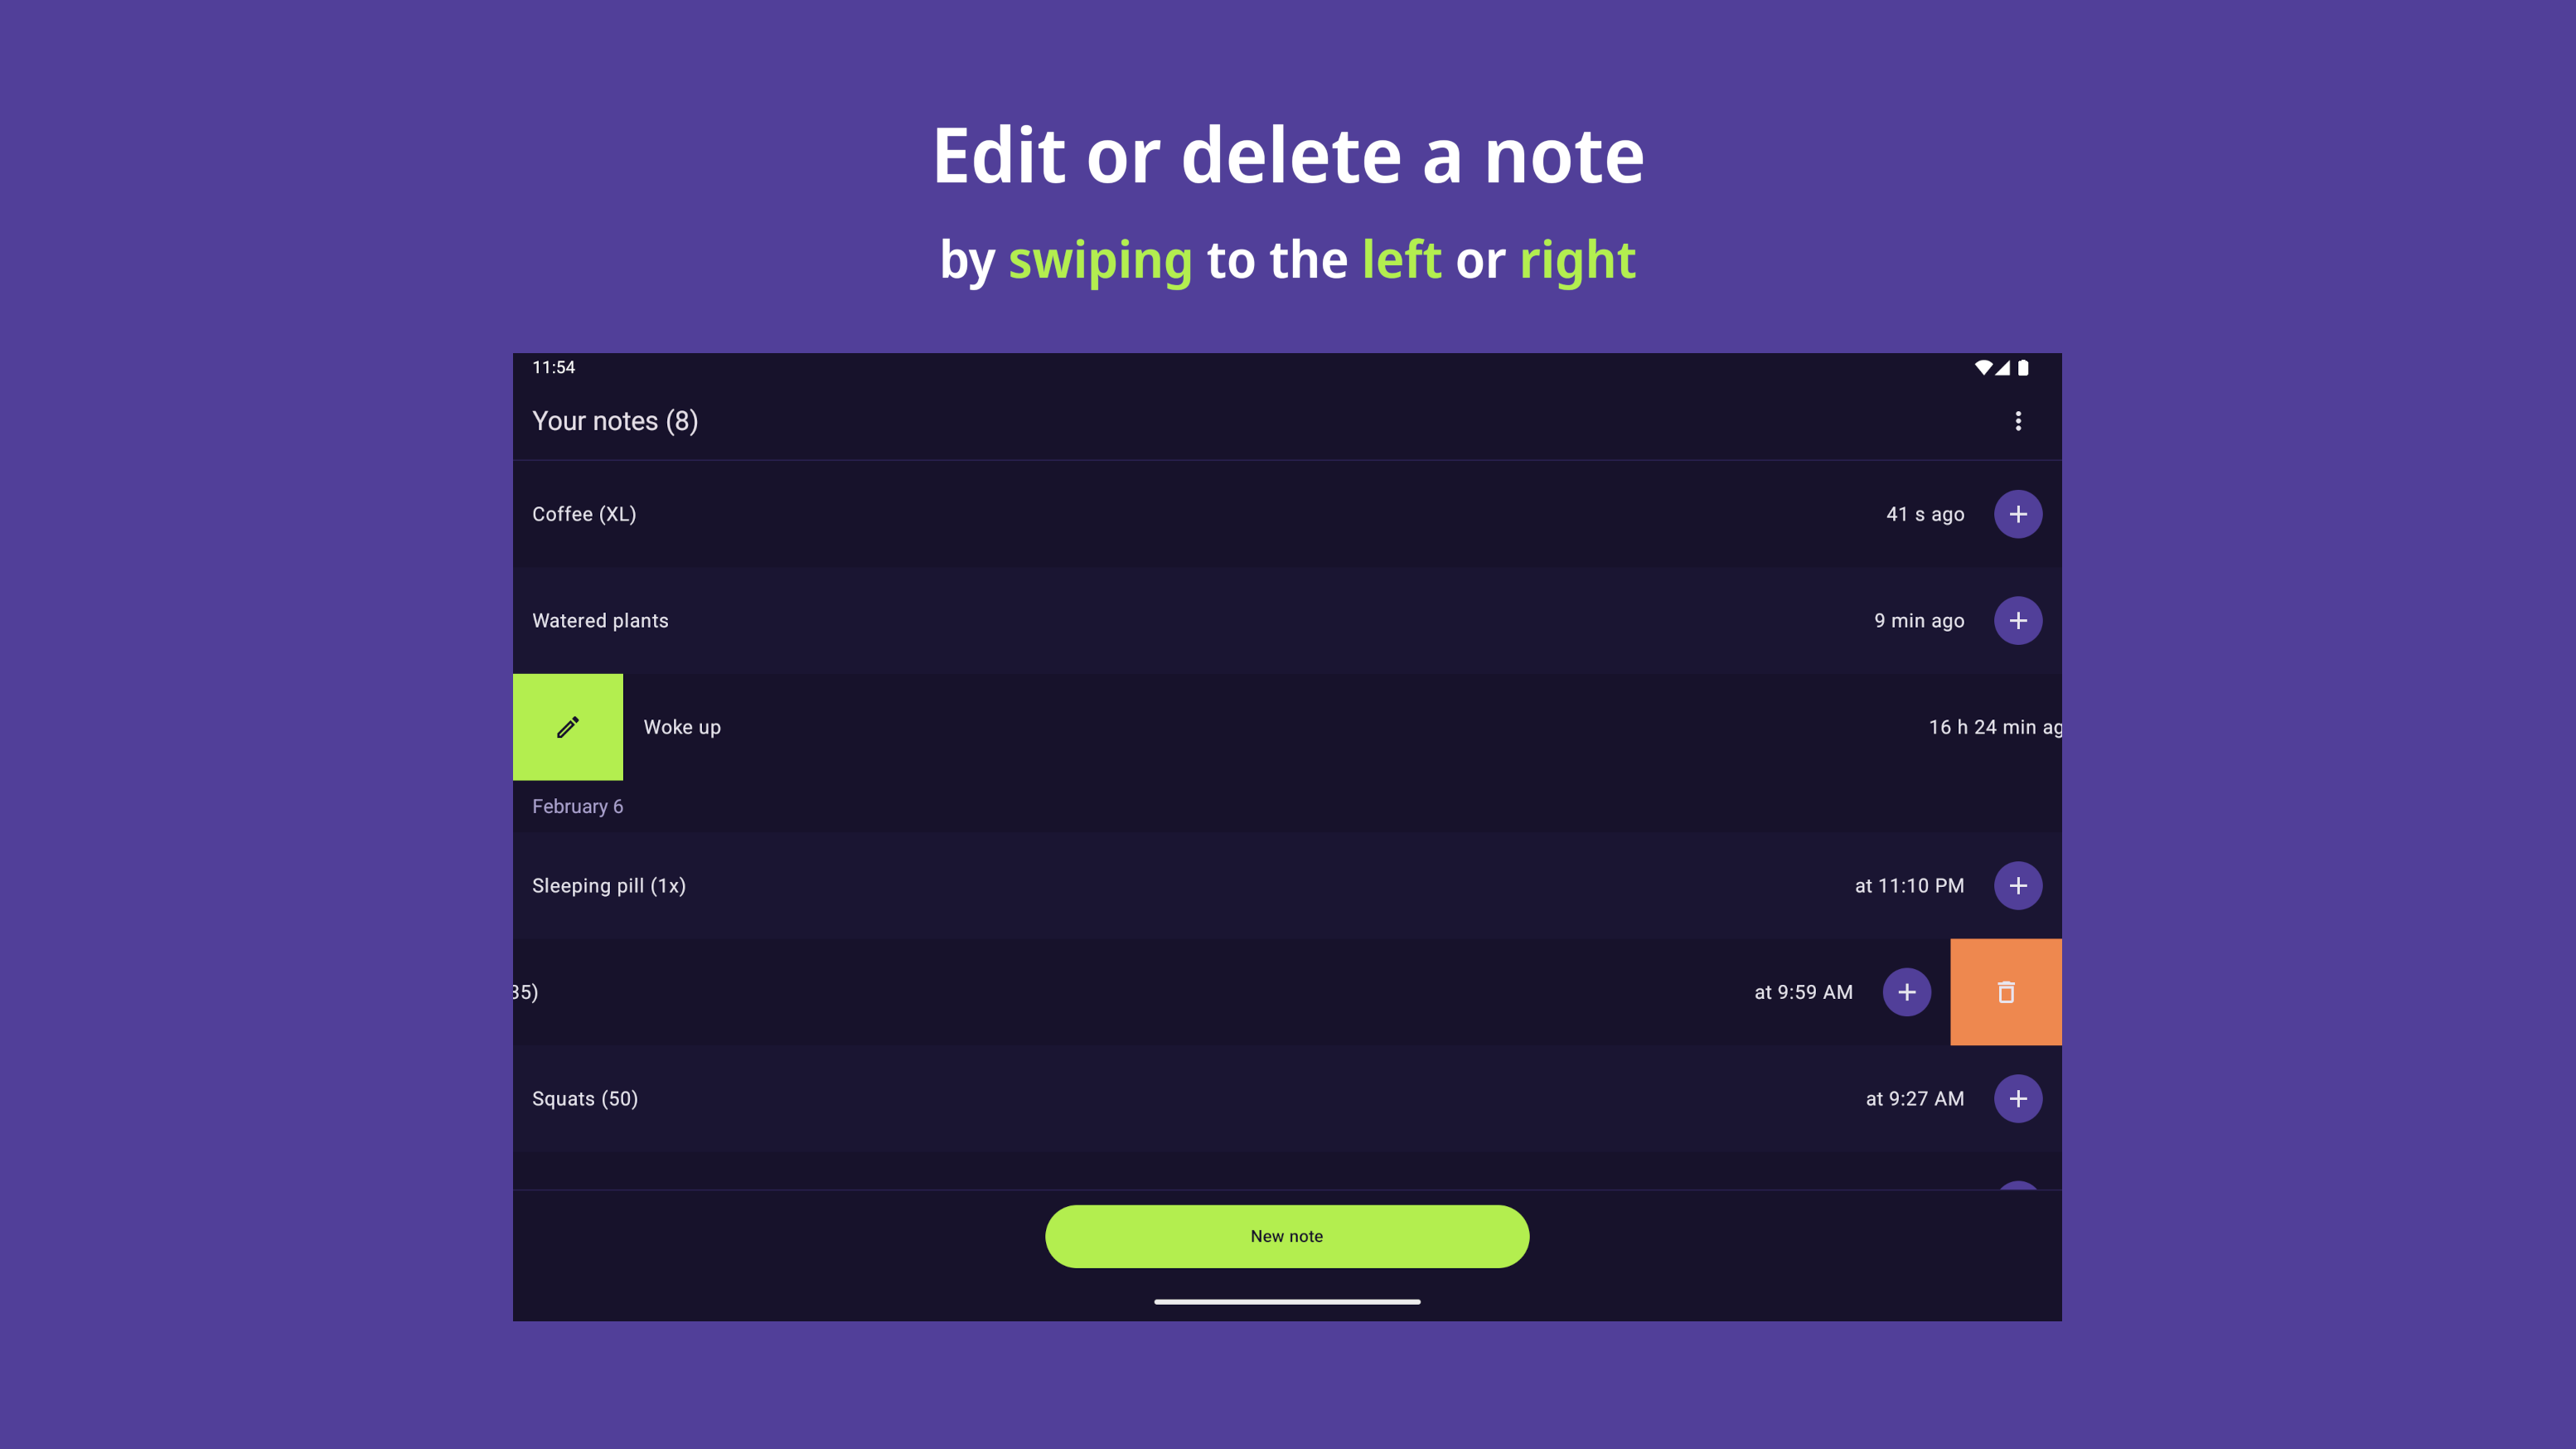 Edit or delete a note
by swiping to the left or right
11:54
Your notes (8)
Coffee (XL) 41 s ago
Watered plants 9 min ago
Woke up 16 h 24 min ag
February 6
Sleeping pill (1x) at 11:10 PM
35) at 9:59 AM
Squats (50) at 9:27 AM
New note